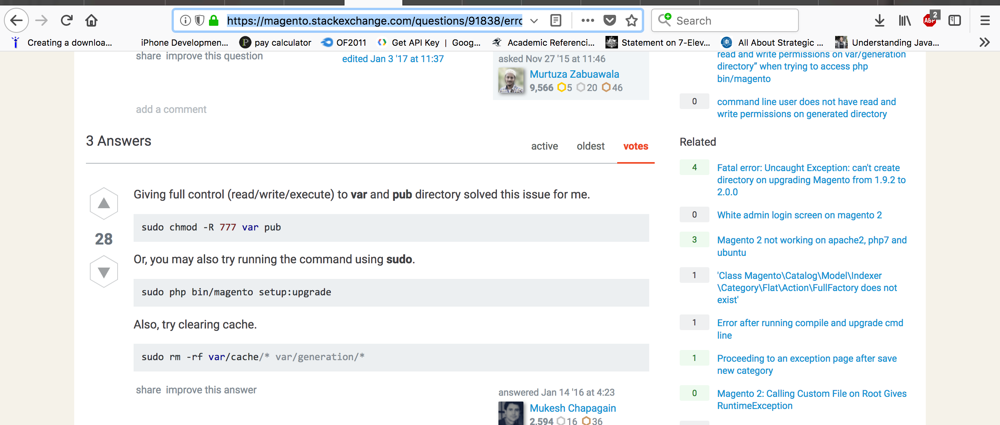 https://magento.stackexchange.com/questions/91838/erro
Search
ABP
2
Creating a downloa...
iPhone Developmen...
P
pay calculator
OF2011
Get API Key | Goog...
Academic Referenci...
Statement on 7-Elev...
All About Strategic ...
Understanding Java...
share improve this question
edited Jan 3 '17 at 11:37
asked Nov 27 '15 at 11:46
Murtuza Zabuawala
9,566 5 20 46
add a comment
3 Answers
active
oldest
votes
28
Giving full control (read/write/execute) to var and pub directory solved this issue for me.
sudo chmod -R 777 var pub
Or, you may also try running the command using sudo.
sudo php bin/magento setup:upgrade
Also, try clearing cache.
sudo rm -rf var/cache/* var/generation/*
share improve this answer
answered Jan 14 '16 at 4:23
Mukesh Chapagain
2,594 16 36
read and write permissions on var/generation
directory” when trying to access php
bin/magento
0
command line user does not have read and
write permissions on generated directory
Related
4
Fatal error: Uncaught Exception: can't create
directory on upgrading Magento from 1.9.2 to
2.0.0
0
White admin login screen on magento 2
3
Magento 2 not working on apache2, php7 and
ubuntu
1
'Class Magento\Catalog\Model\Indexer
\Category\Flat\Action\FullFactory does not
exist'
1
Error after running compile and upgrade cmd
line
1
Proceeding to an exception page after save
new category
0
Magento 2: Calling Custom File on Root Gives
RuntimeException